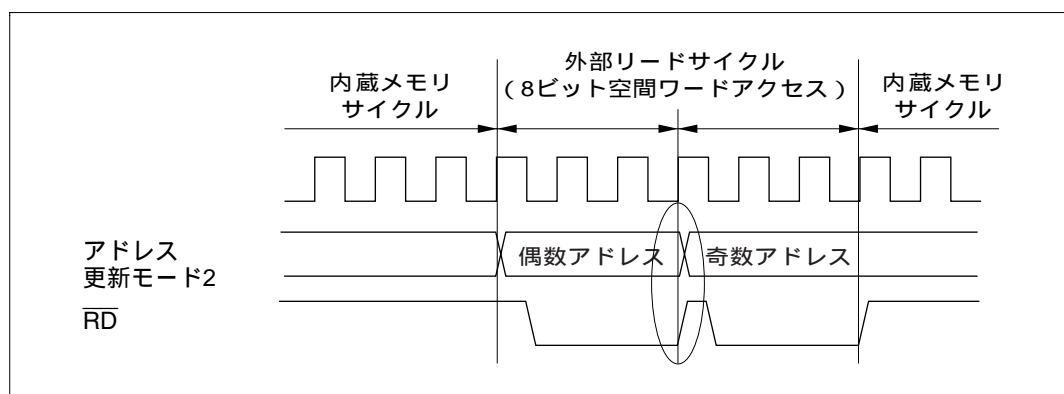 外部リードサイクル
(8ビット空間ワードアクセス)
内蔵メモリ
サイクル
内蔵メモリ
サイクル
アドレス
更新モード2
偶数アドレス
奇数アドレス
RD